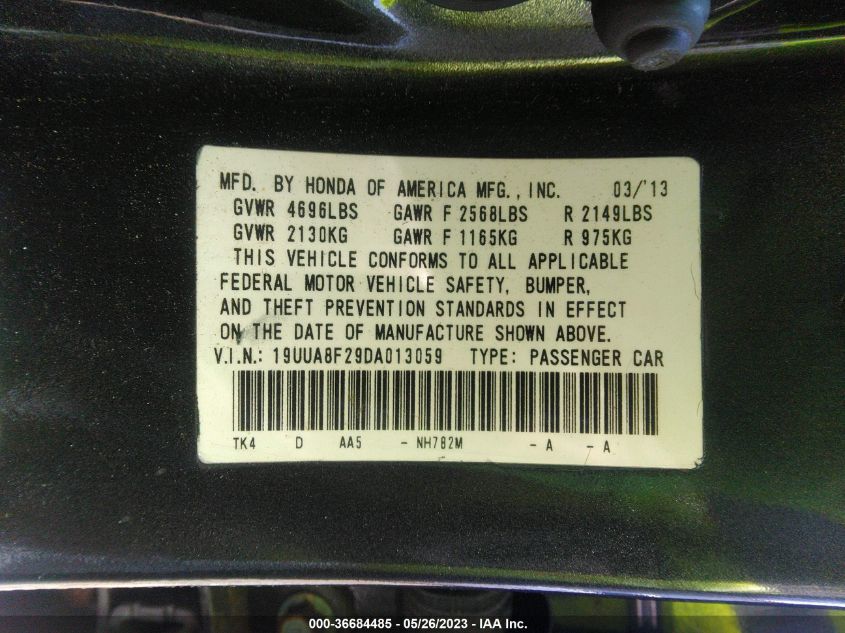 MFD. BY HONDA OF AMERICA MFG., INC. 03/'13
GVWR 4696LBS GAWR F 2568LBS R 2149LBS
GVWR 2130KG GAWR F 1165KG R 975KG
THIS VEHICLE CONFORMS TO ALL APPLICABLE
FEDERAL MOTOR VEHICLE SAFETY, BUMPER,
AND THEFT PREVENTION STANDARDS IN EFFECT
ON THE DATE OF MANUFACTURE SHOWN ABOVE.
V.I.N.: 19UUA8F29DA013059 TYPE: PASSENGER CAR
TK4 D AA5 - NH782M - A - A
000-36684485 - 05/26/2023 - IAA Inc.